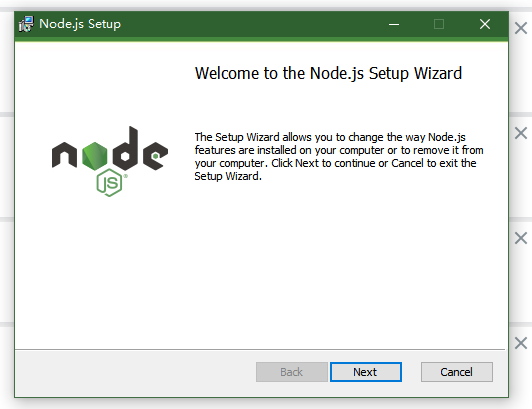 Node.js Setup
Welcome to the Node.js Setup Wizard
node
JS
The Setup Wizard allows you to change the way Node.js
features are installed on your computer or to remove it from
your computer. Click Next to continue or Cancel to exit the
Setup Wizard.
Back
Next
Cancel